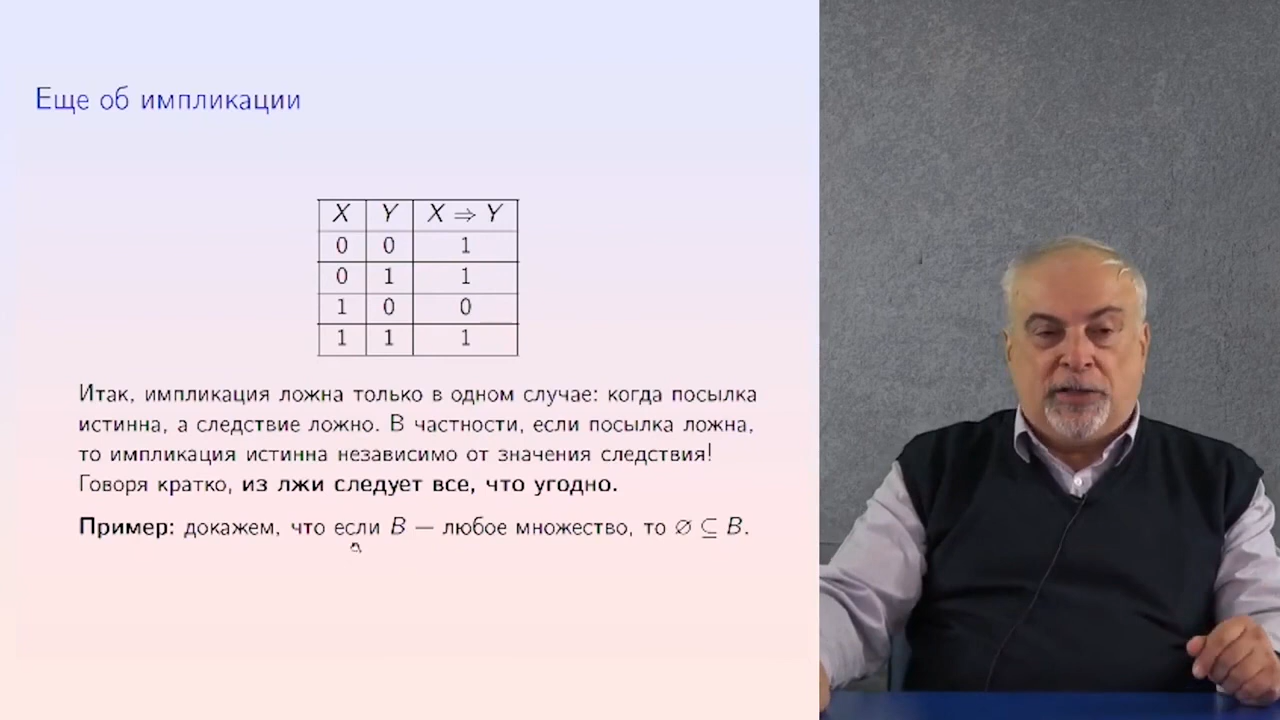 Еще об импликации
X Y X ⇒ Y
0 0 1
0 1 1
1 0 0
1 1 1
Итак, импликация ложна только в одном случае: когда посылка
истинна, а следствие ложно. В частности, если посылка ложна,
то импликация истинна независимо от значения следствия!
Говоря кратко, из лжи следует все, что угодно.
Пример: докажем, что если B — любое множество, то ∅ ⊆ B.